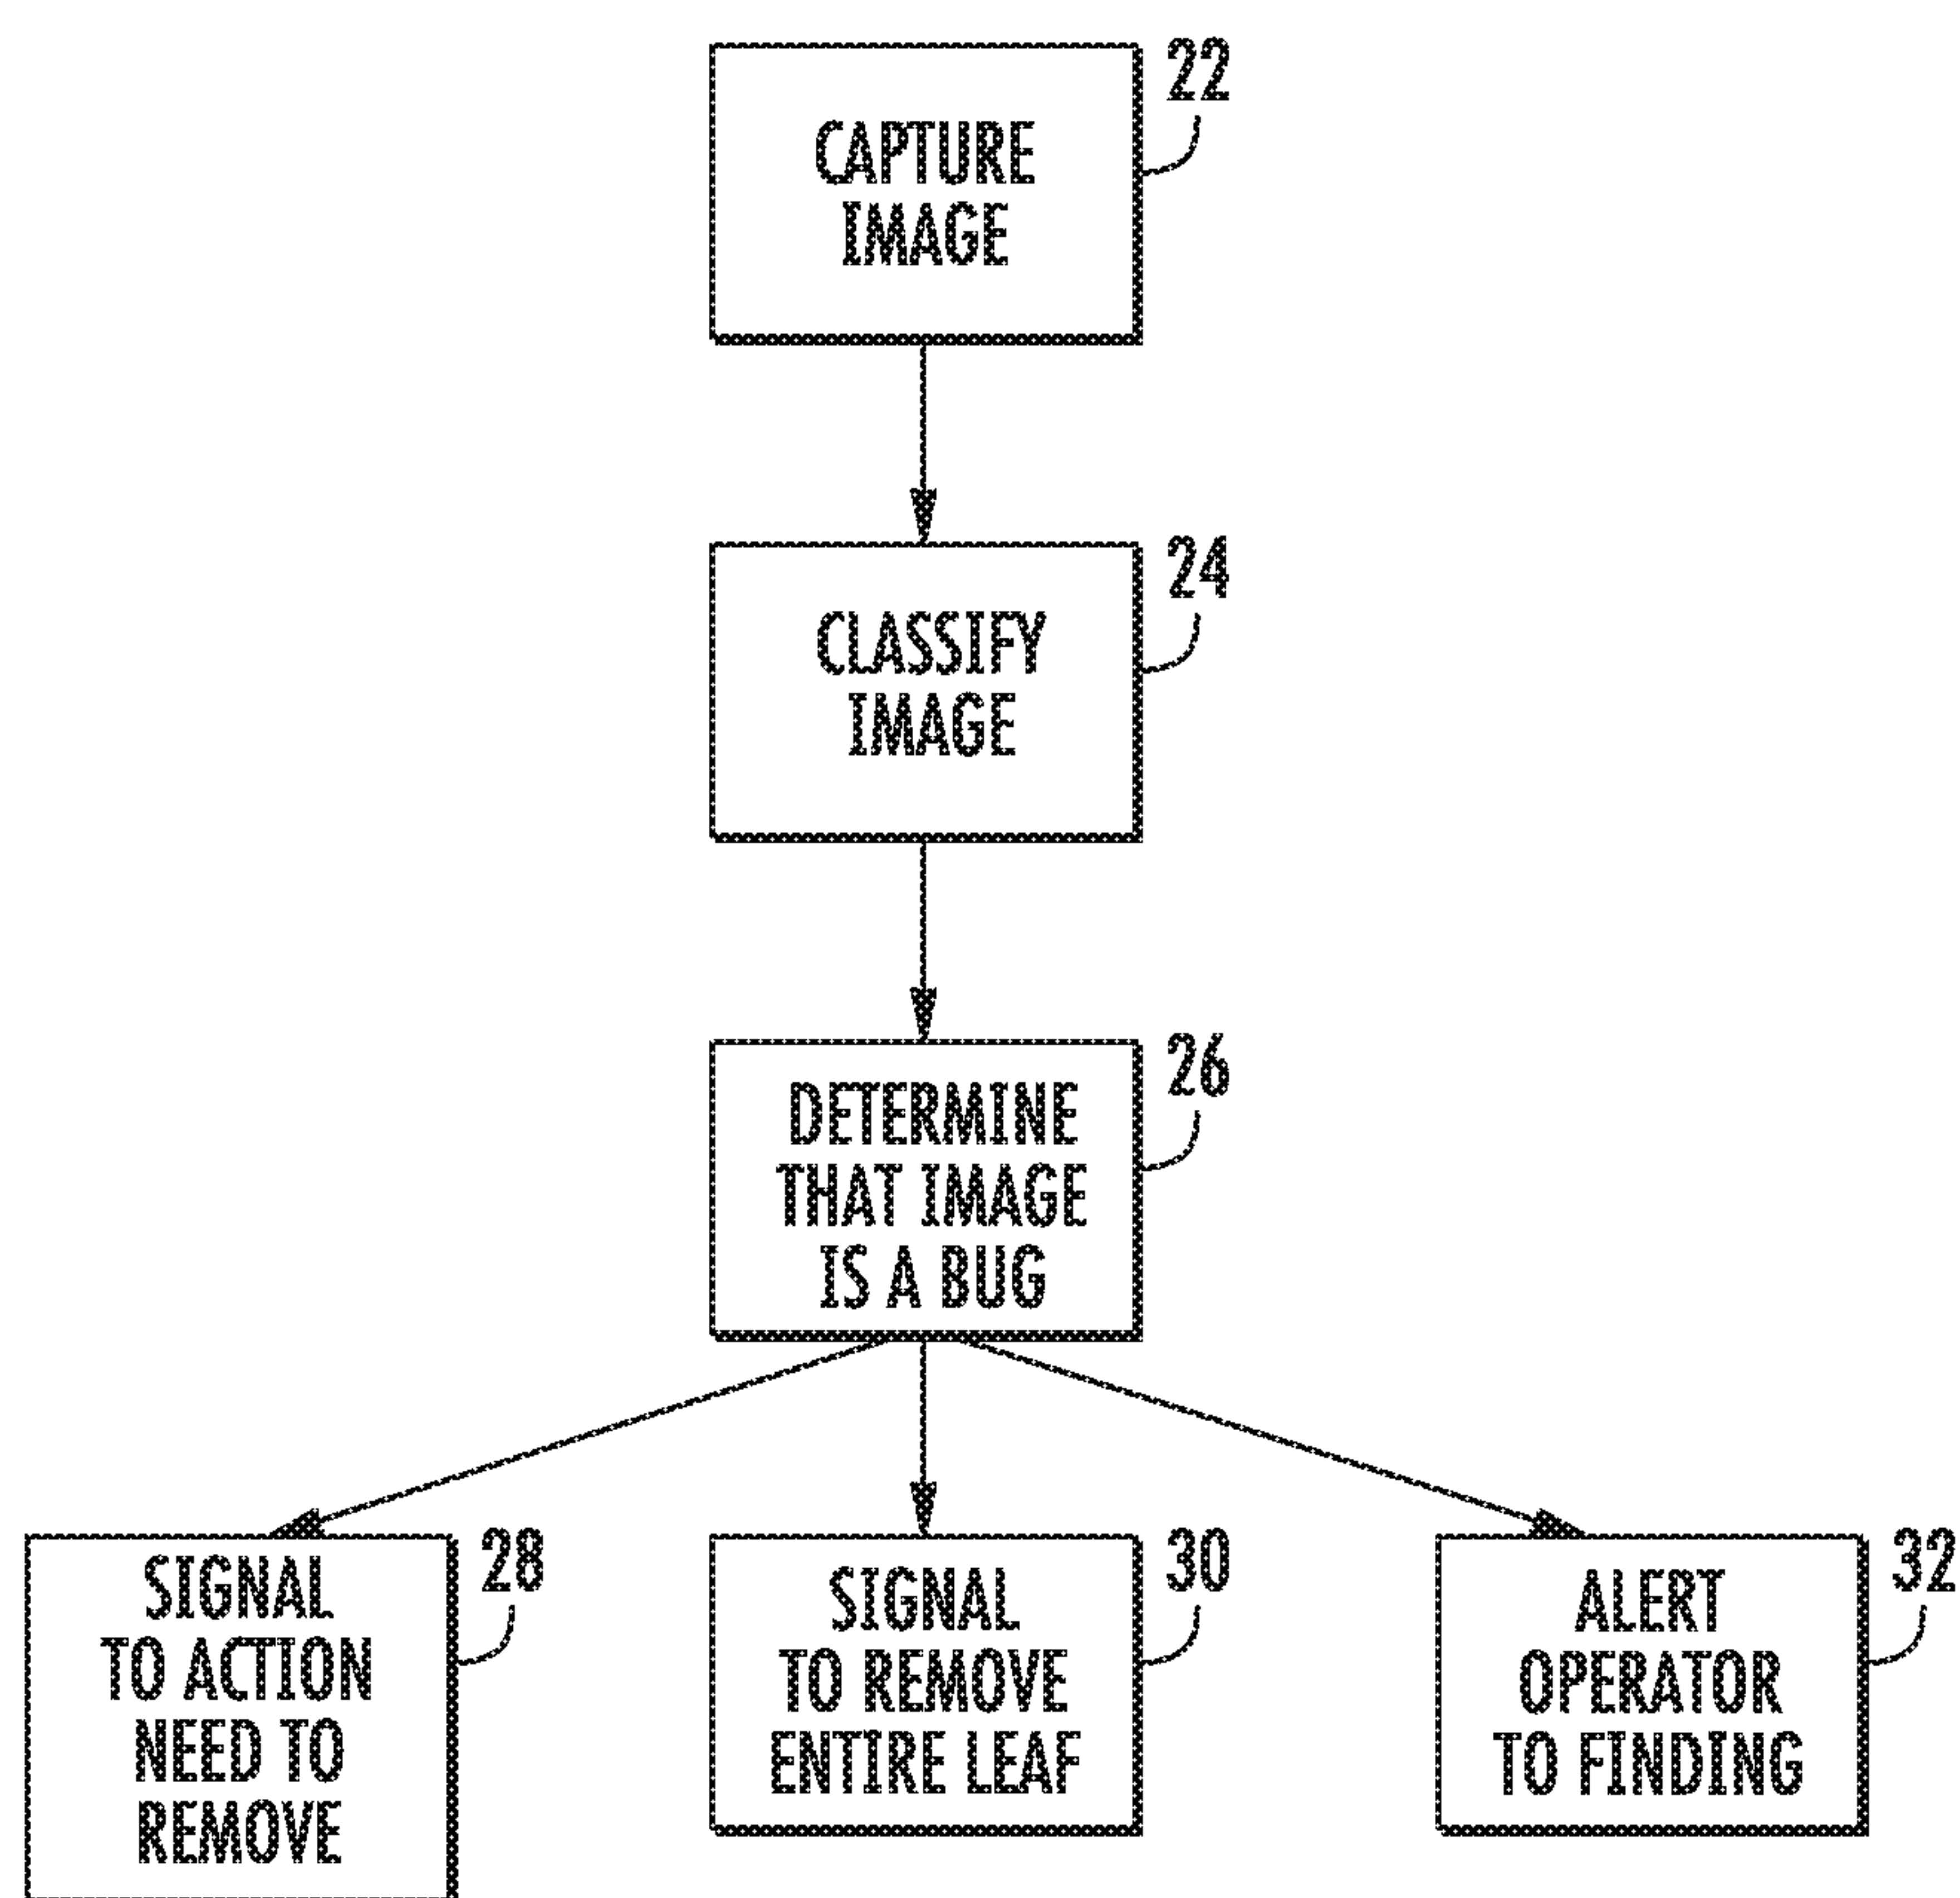 22
CAPTURE
IMAGE
24
CLASSIFY
IMAGE
26
DETERMINE
THAT IMAGE
IS A BUG
28
SIGNAL
TO ACTION
NEED TO
REMOVE
30
SIGNAL
TO REMOVE
ENTIRE LEAF
32
ALERT
OPERATOR
TO FINDING